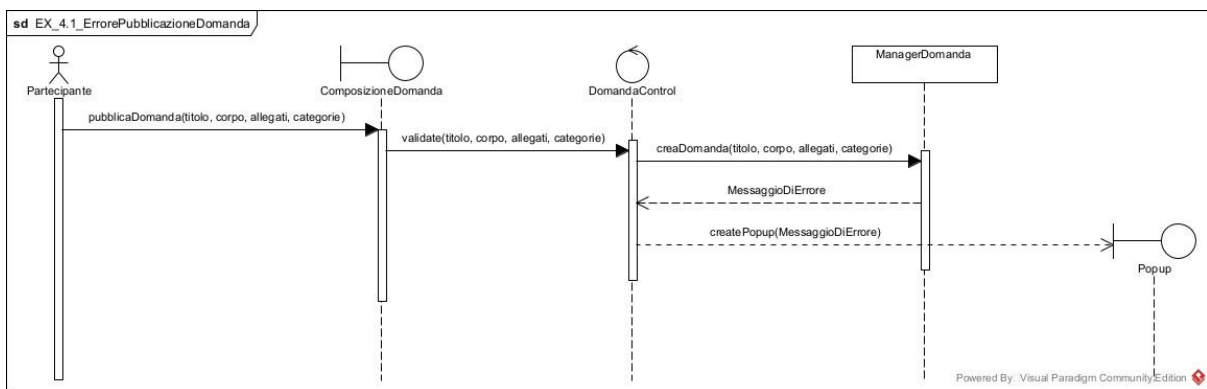 sd EX_4.1_ErrorePubblicazioneDomanda
ManagerDomanda
Partecipante
ComposizioneDomanda
DomandaControl
pubblicaDomanda(titolo, corpo, allegati, categorie)
validate(titolo, corpo, allegati, categorie)
creaDomanda(titolo, corpo, allegati, categorie)
MessaggioDiErrore
createPopup(MessaggioDiErrore)
Popup
Powered By Visual Paradigm Community Edition